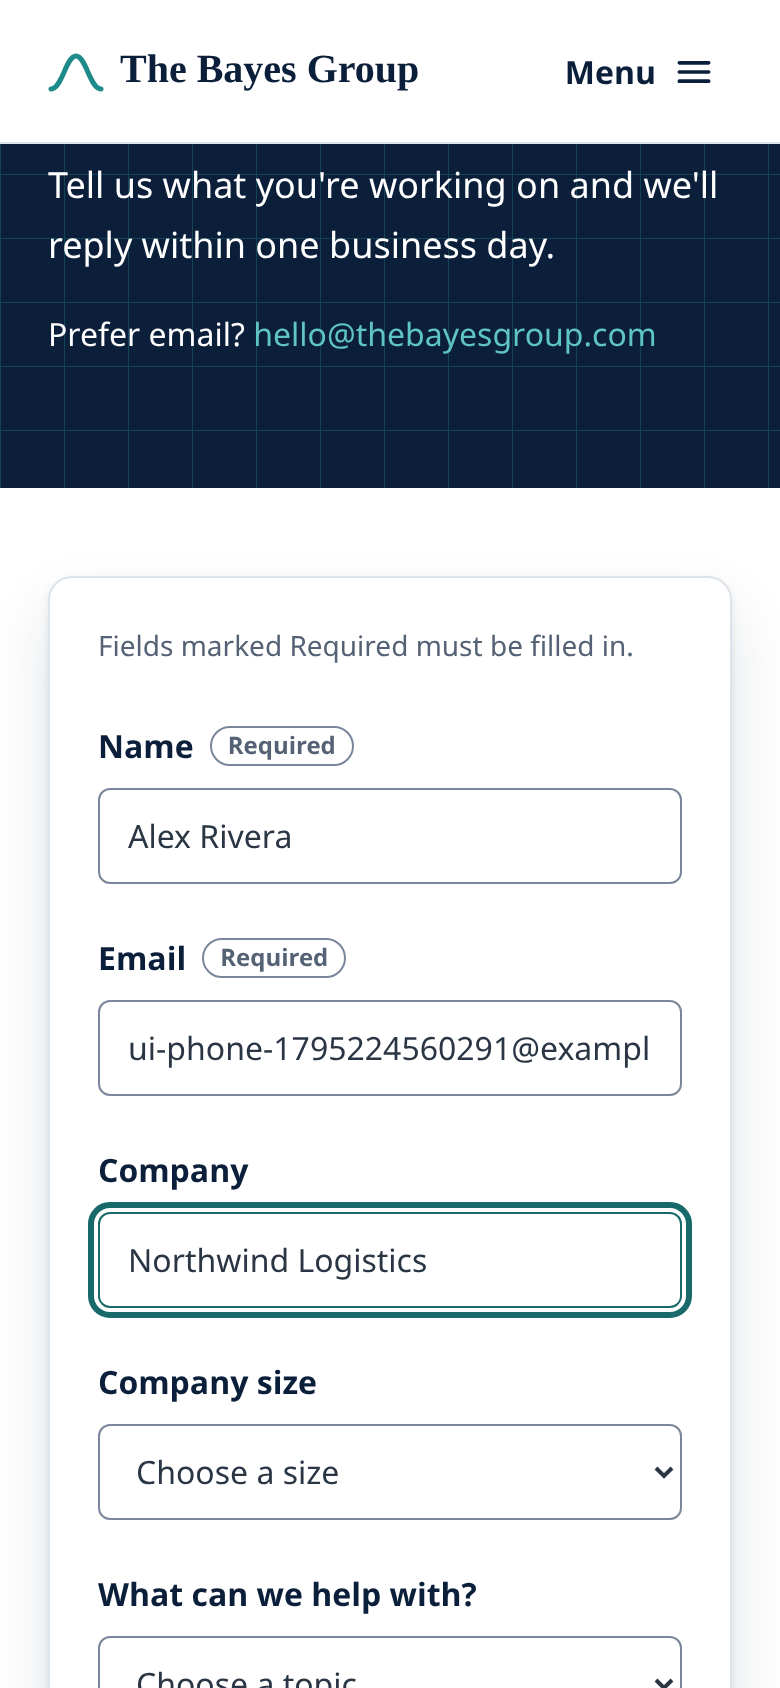 The Bayes Group
Menu
Tell us what you're working on and we'll
reply within one business day.
Prefer email? hello@thebayesgroup.com
Fields marked Required must be filled in.
Name Required
Alex Rivera
Email Required
ui-phone-1795224560291@exampl
Company
Northwind Logistics
Company size
Choose a size
What can we help with?
Choose a topic